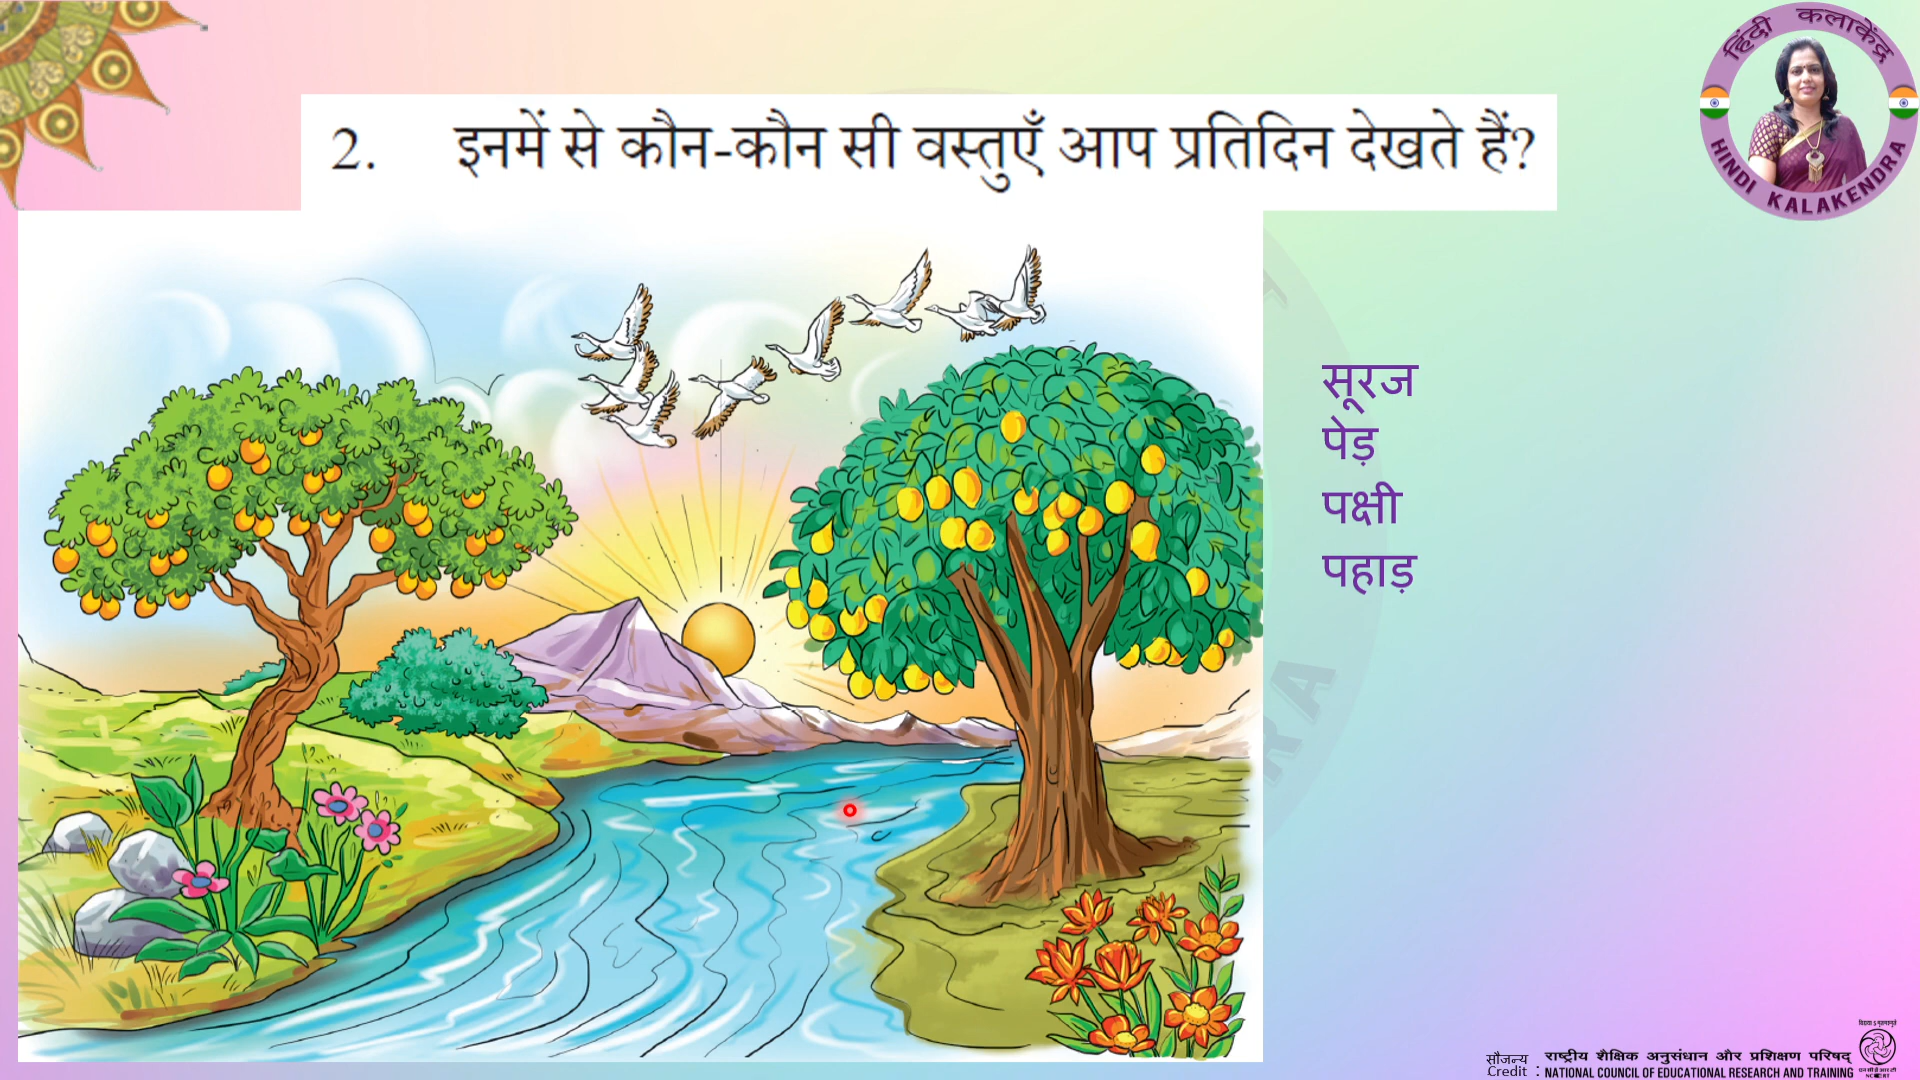 हिंदी कलाकेंद्र
HINDI KALAKENDRA
2. इनमें से कौन-कौन सी वस्तुएँ आप प्रतिदिन देखते हैं?
सूरज
पेड़
पक्षी
पहाड़
सौजन्य : राष्ट्रीय शैक्षिक अनुसंधान और प्रशिक्षण परिषद्
Credit : NATIONAL COUNCIL OF EDUCATIONAL RESEARCH AND TRAINING
NCERT